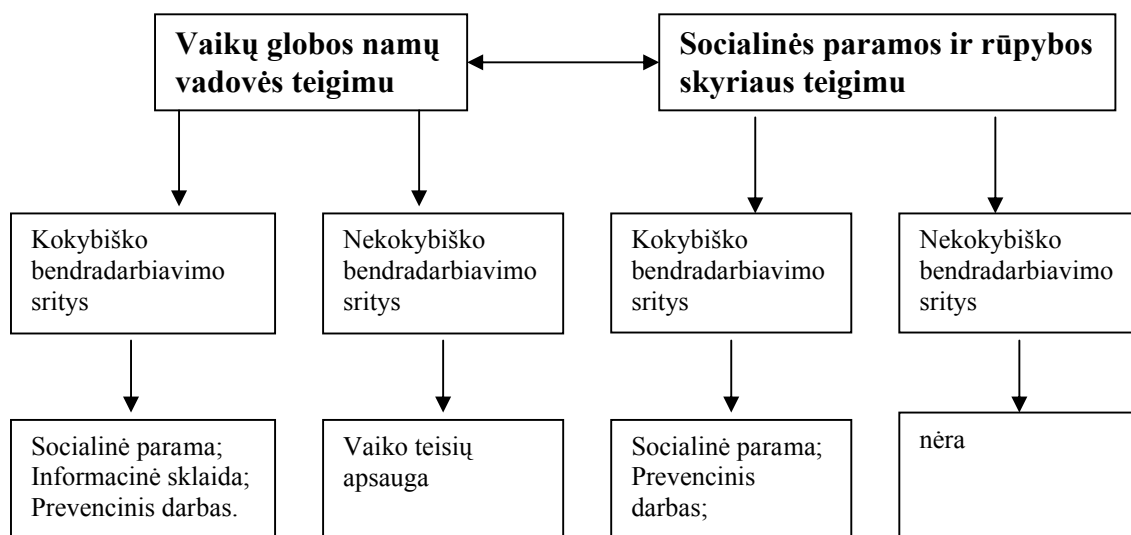 Vaikų globos namų
vadovės teigimu
Socialinės paramos ir rūpybos
skyriaus teigimu
Kokybiško
bendradarbiavimo
sritys
Nekokybiško
bendradarbiavimo
sritys
Kokybiško
bendradarbiavimo
sritys
Nekokybiško
bendradarbiavimo
sritys
Socialinė parama;
Informacinė sklaida;
Prevencinis darbas.
Vaiko teisių
apsauga
Socialinė parama;
Prevencinis
darbas;
nėra